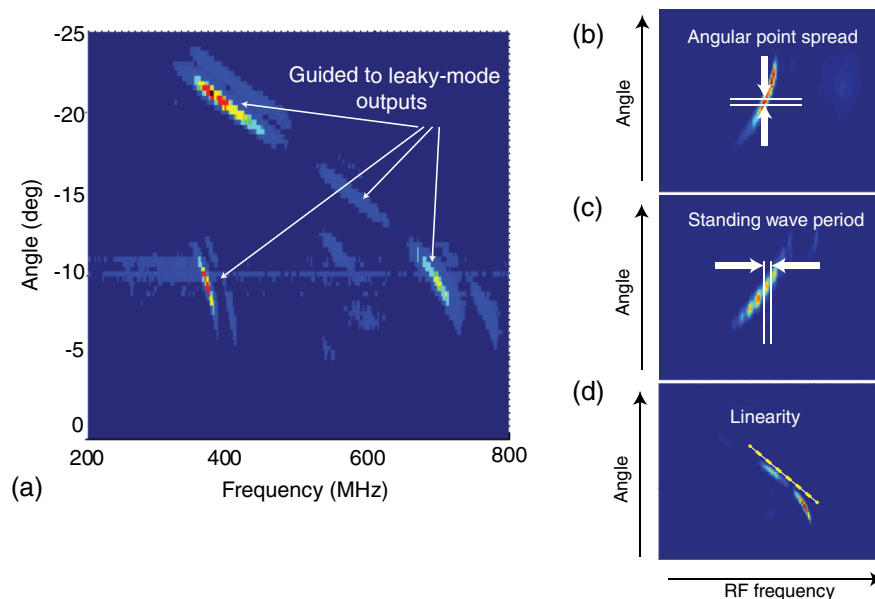 (a)
-25
-20
-15
-10
-5
0
Angle (deg)
200
400
600
800
Frequency (MHz)
Guided to leaky-mode
outputs
(b)
Angular point spread
Angle
(c)
Standing wave period
Angle
(d)
Linearity
Angle
RF frequency